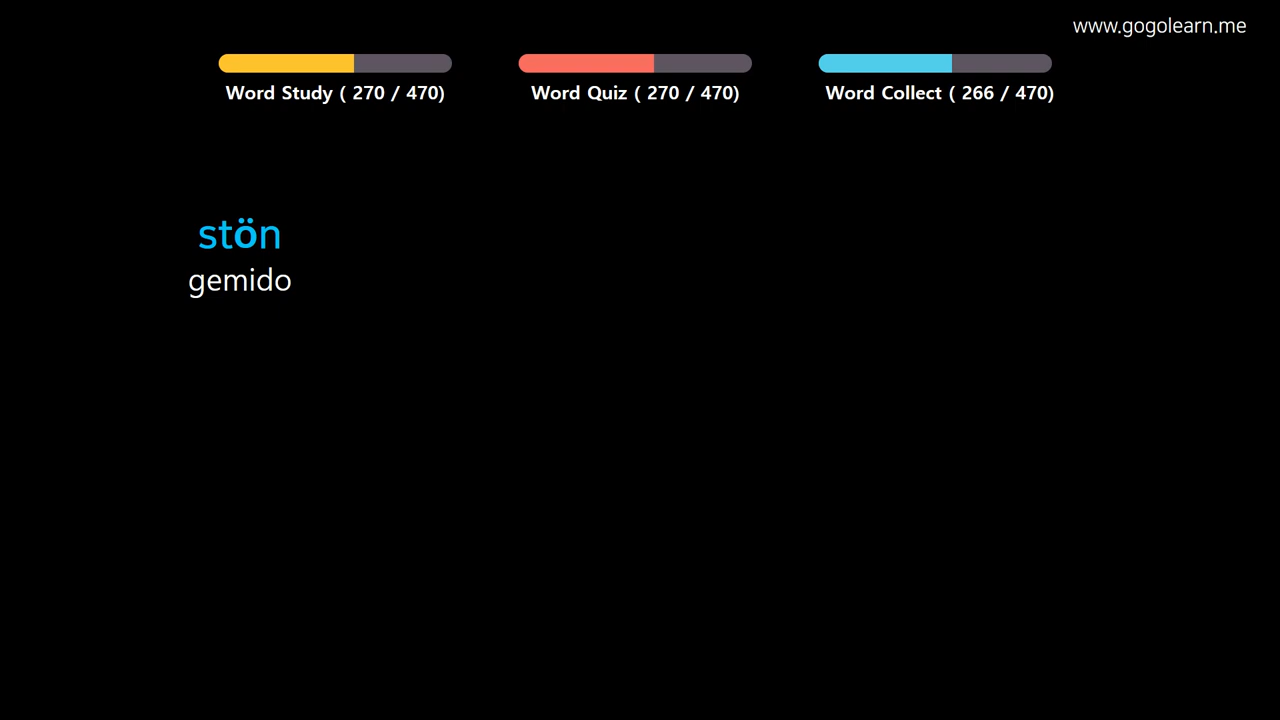 www.gogolearn.me
Word Study ( 270 / 470)
Word Quiz ( 270 / 470)
Word Collect ( 266 / 470)
stön
gemido